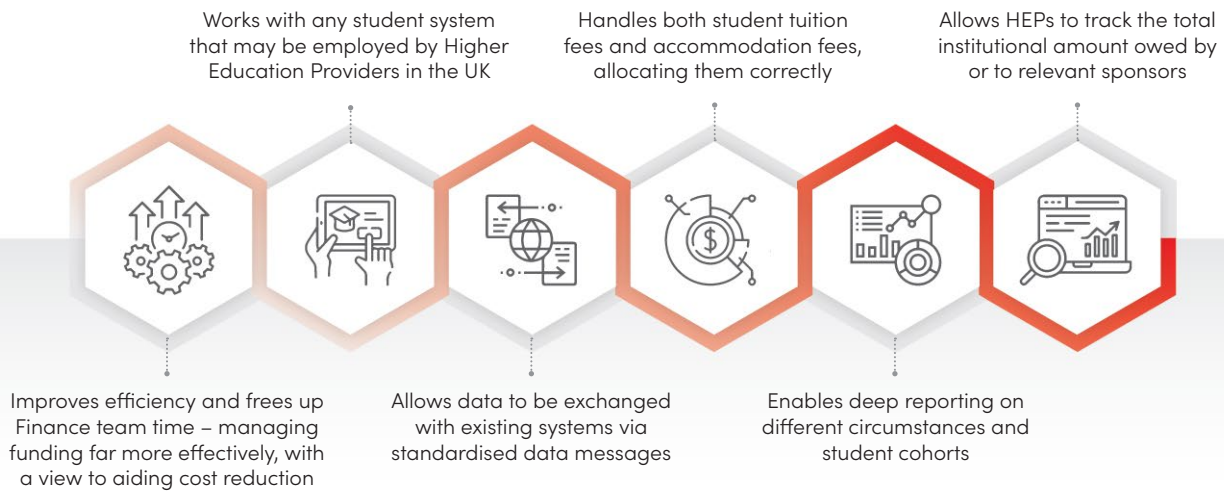 Works with any student system
that may be employed by Higher
Education Providers in the UK
Handles both student tuition
fees and accommodation fees,
allocating them correctly
Allows HEPs to track the total
institutional amount owed by
or to relevant sponsors
$
Improves efficiency and frees up
Finance team time – managing
funding far more effectively, with
a view to aiding cost reduction
Allows data to be exchanged
with existing systems via
standardised data messages
Enables deep reporting on
different circumstances and
student cohorts